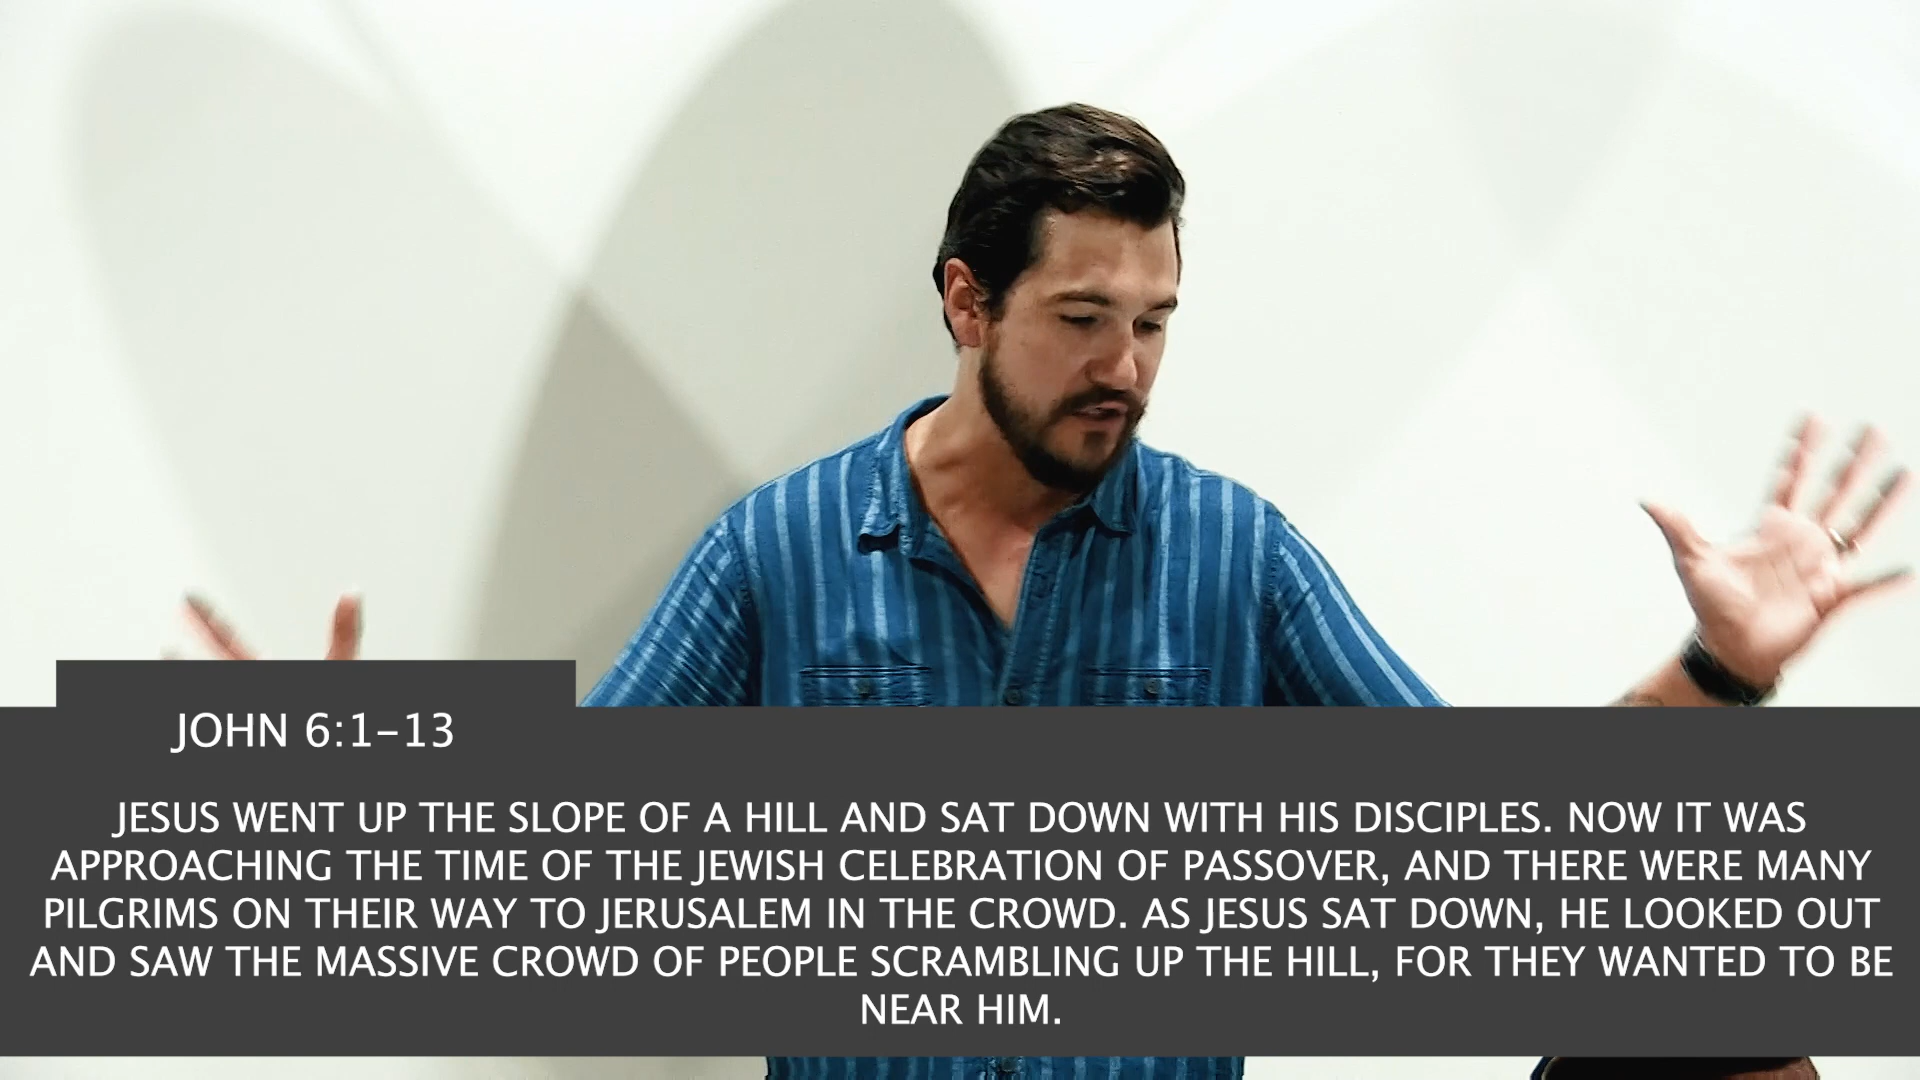 JOHN 6:1–13
JESUS WENT UP THE SLOPE OF A HILL AND SAT DOWN WITH HIS DISCIPLES. NOW IT WAS
APPROACHING THE TIME OF THE JEWISH CELEBRATION OF PASSOVER, AND THERE WERE MANY
PILGRIMS ON THEIR WAY TO JERUSALEM IN THE CROWD. AS JESUS SAT DOWN, HE LOOKED OUT
AND SAW THE MASSIVE CROWD OF PEOPLE SCRAMBLING UP THE HILL, FOR THEY WANTED TO BE
NEAR HIM.